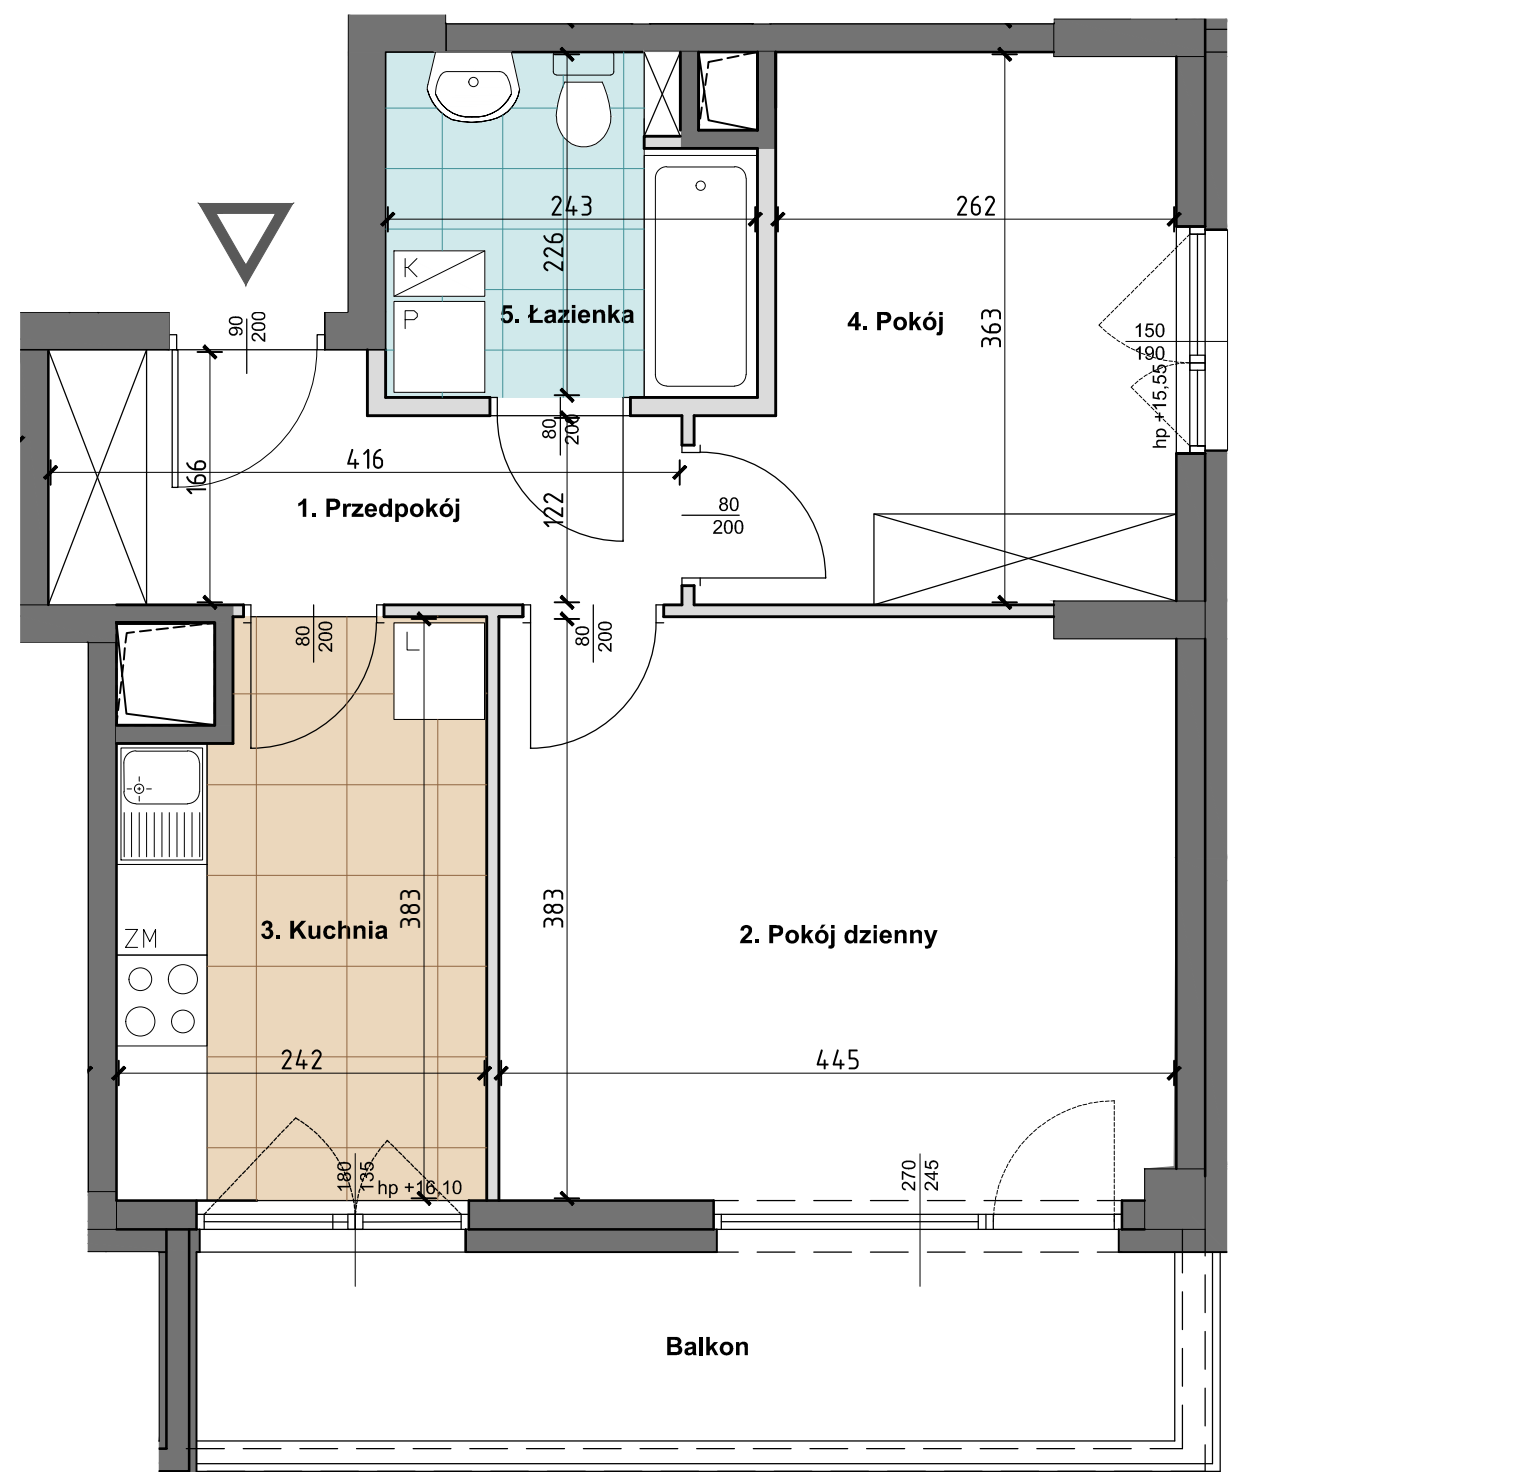 243
226
K
P
5. Łazienka
262
363
4. Pokój
150
190
hp +15,55
90
200
166
416
1. Przedpokój
80
200
122
80
200
80
200
80
200
L
ZM
3. Kuchnia
383
383
2. Pokój dzienny
242
445
180
135
hp +16,10
270
245
Balkon